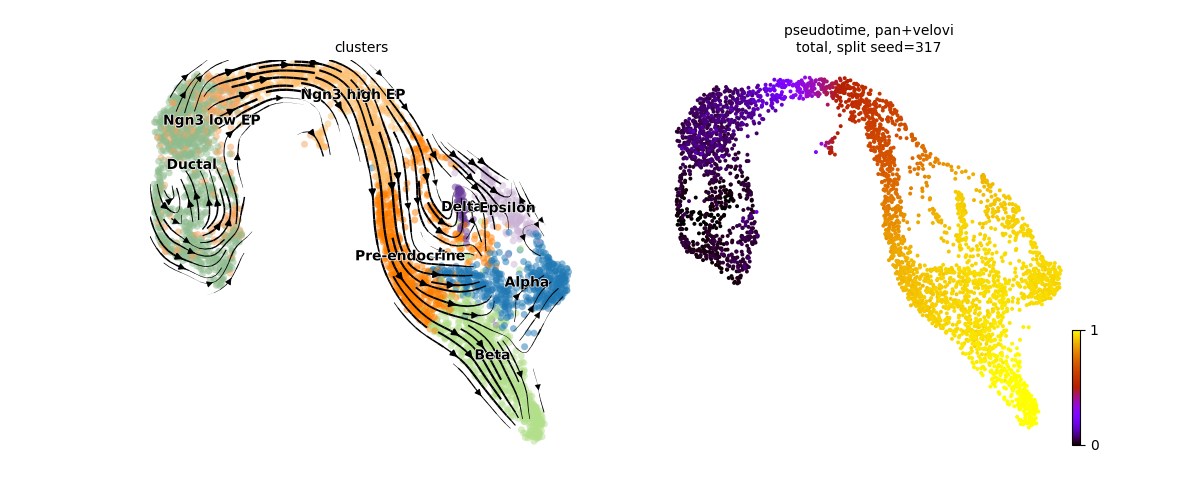 clusters
Ngn3 high EP
Ngn3 low EP
Ductal
Delta
Epsilon
Pre-endocrine
Alpha
Beta
pseudotime, pan+velovi
total, split seed=317
1
0